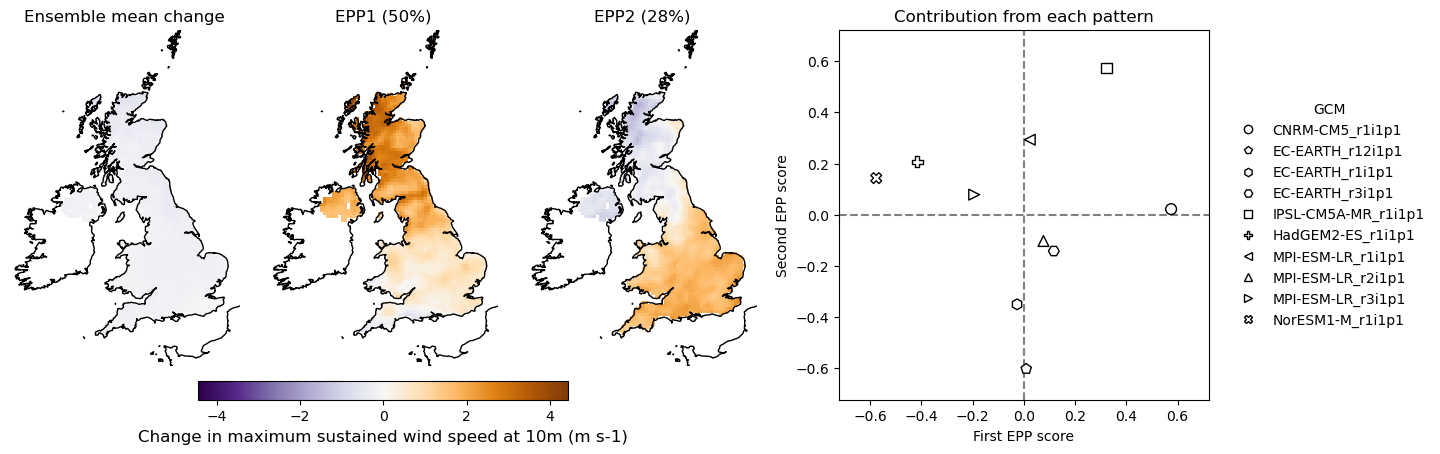 Ensemble mean change
EPP1 (50%)
EPP2 (28%)
Contribution from each pattern
−4
−2
0
2
4
Change in maximum sustained wind speed at 10m (m s-1)
Second EPP score
0.6
0.4
0.2
0.0
−0.2
−0.4
−0.6
−0.6
−0.4
−0.2
0.0
0.2
0.4
0.6
First EPP score
GCM
CNRM-CM5_r1i1p1
EC-EARTH_r12i1p1
EC-EARTH_r1i1p1
EC-EARTH_r3i1p1
IPSL-CM5A-MR_r1i1p1
HadGEM2-ES_r1i1p1
MPI-ESM-LR_r1i1p1
MPI-ESM-LR_r2i1p1
MPI-ESM-LR_r3i1p1
NorESM1-M_r1i1p1